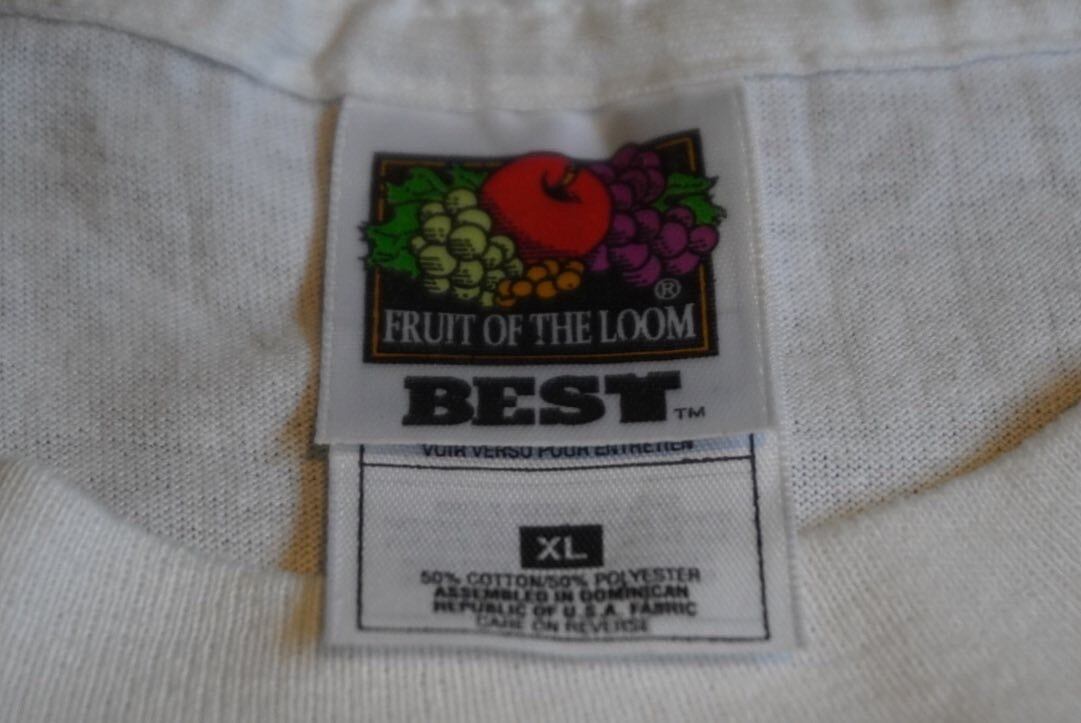 ®
FRUIT OF THE LOOM
BEST™
VOIR VERSO POUR ENTRETIEN
XL
50% COTTON/50% POLYESTER
ASSEMBLED IN DOMINICAN
REPUBLIC OF U.S.A. FABRIC
CARE ON REVERSE